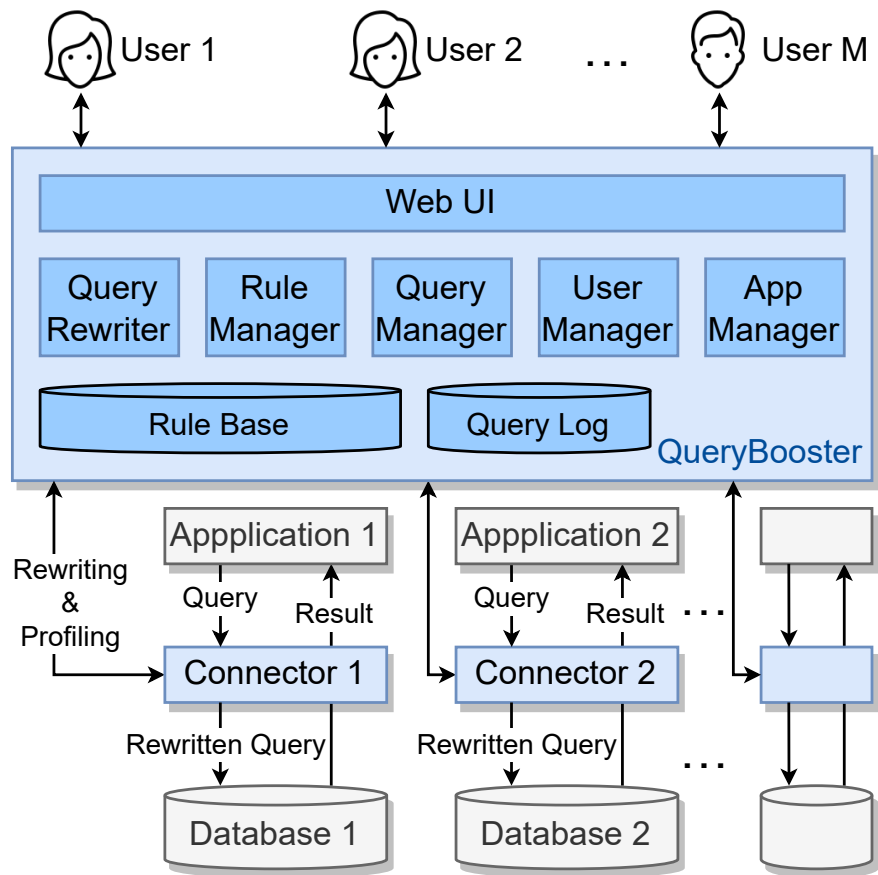 User 1
User 2
...
User M
Web UI
Query
Rewriter
Rule
Manager
Query
Manager
User
Manager
App
Manager
Rule Base
Query Log
QueryBooster
Appplication 1
Appplication 2
Rewriting
&
Profiling
Query
Result
Query
Result
...
Connector 1
Connector 2
Rewritten Query
Rewritten Query
...
Database 1
Database 2